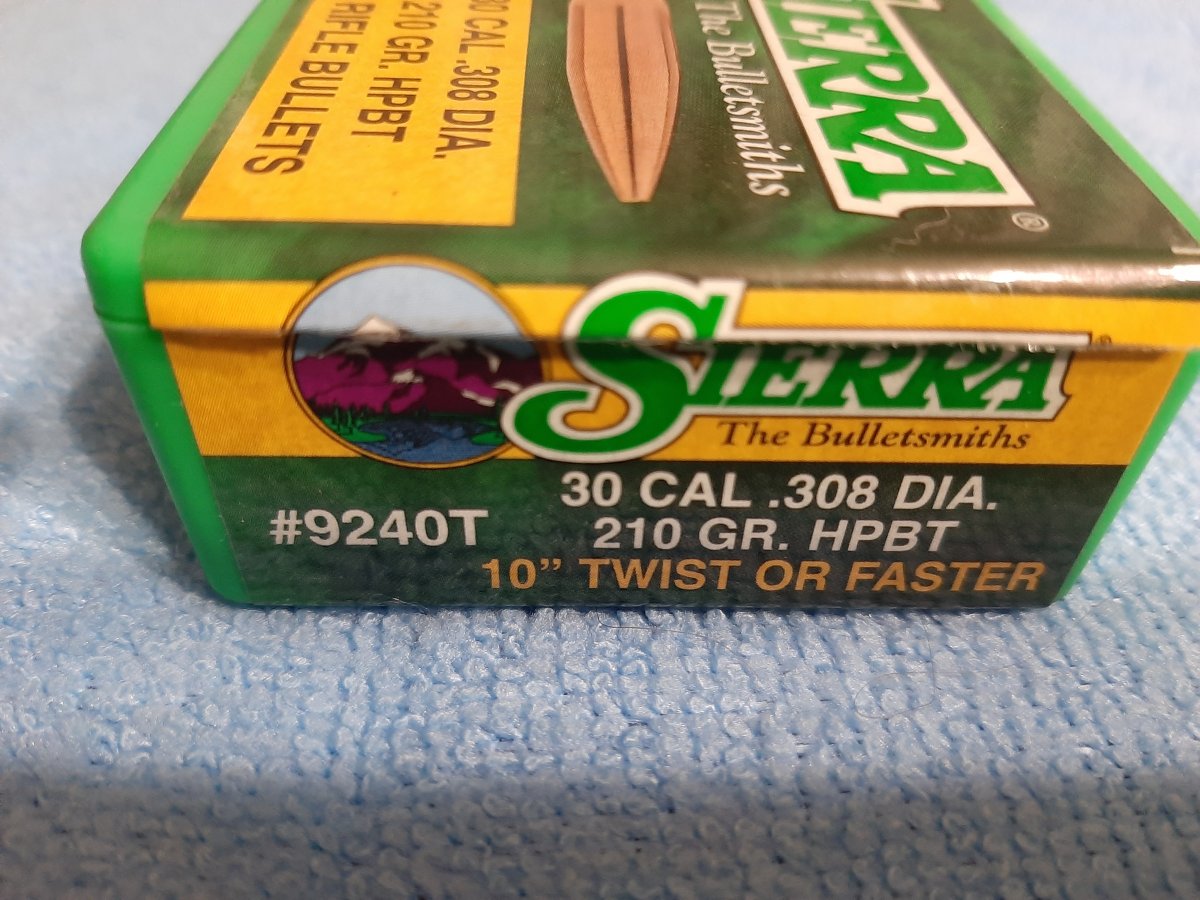 30 CAL .308 DIA.
210 GR. HPBT
RIFLE BULLETS
The Bulletsmiths
SIERRA
®
SIERRA
®
The Bulletsmiths
#9240T
30 CAL .308 DIA.
210 GR. HPBT
10” TWIST OR FASTER